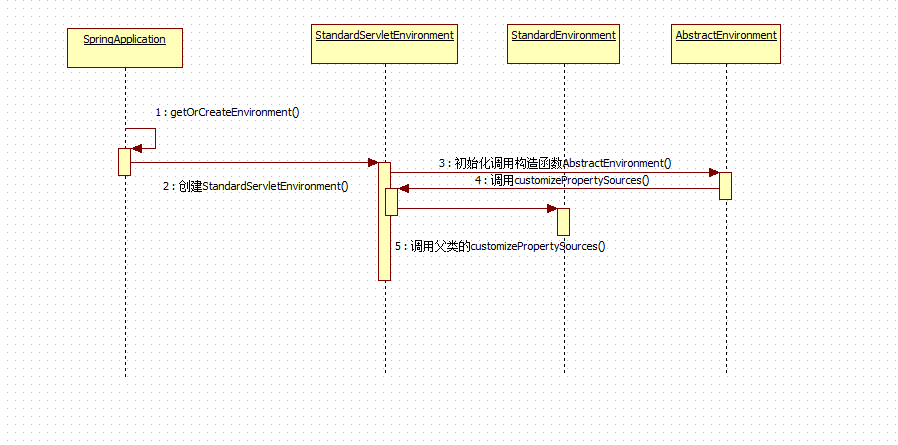 SpringApplication
StandardServletEnvironment
StandardEnvironment
AbstractEnvironment
1 : getOrCreateEnvironment()
2 : 创建StandardServletEnvironment()
3 : 初始化调用构造函数AbstractEnvironment()
4 : 调用customizePropertySources()
5 : 调用父类的customizePropertySources()